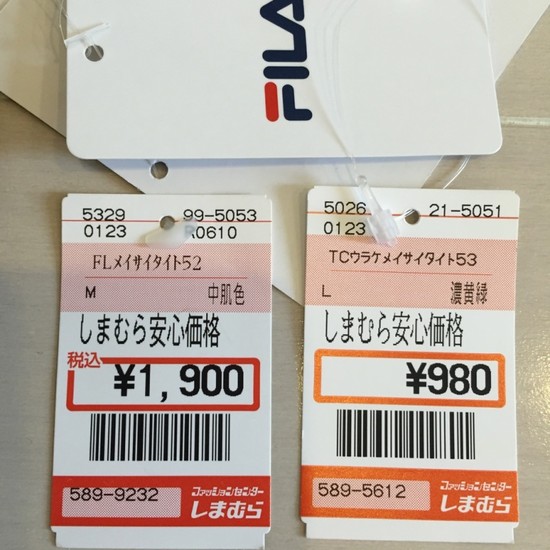 FILA
5329 99-5053
0123 R0610
FLメイサイタイト52
M 中肌色
しまむら安心価格
税込
¥1,900
589-9232
ファッションセンター
しまむら
5026 21-5051
0123
TCウラケメイサイタイト53
L 濃黄緑
しまむら安心価格
¥980
589-5612
ファッションセンター
しまむら